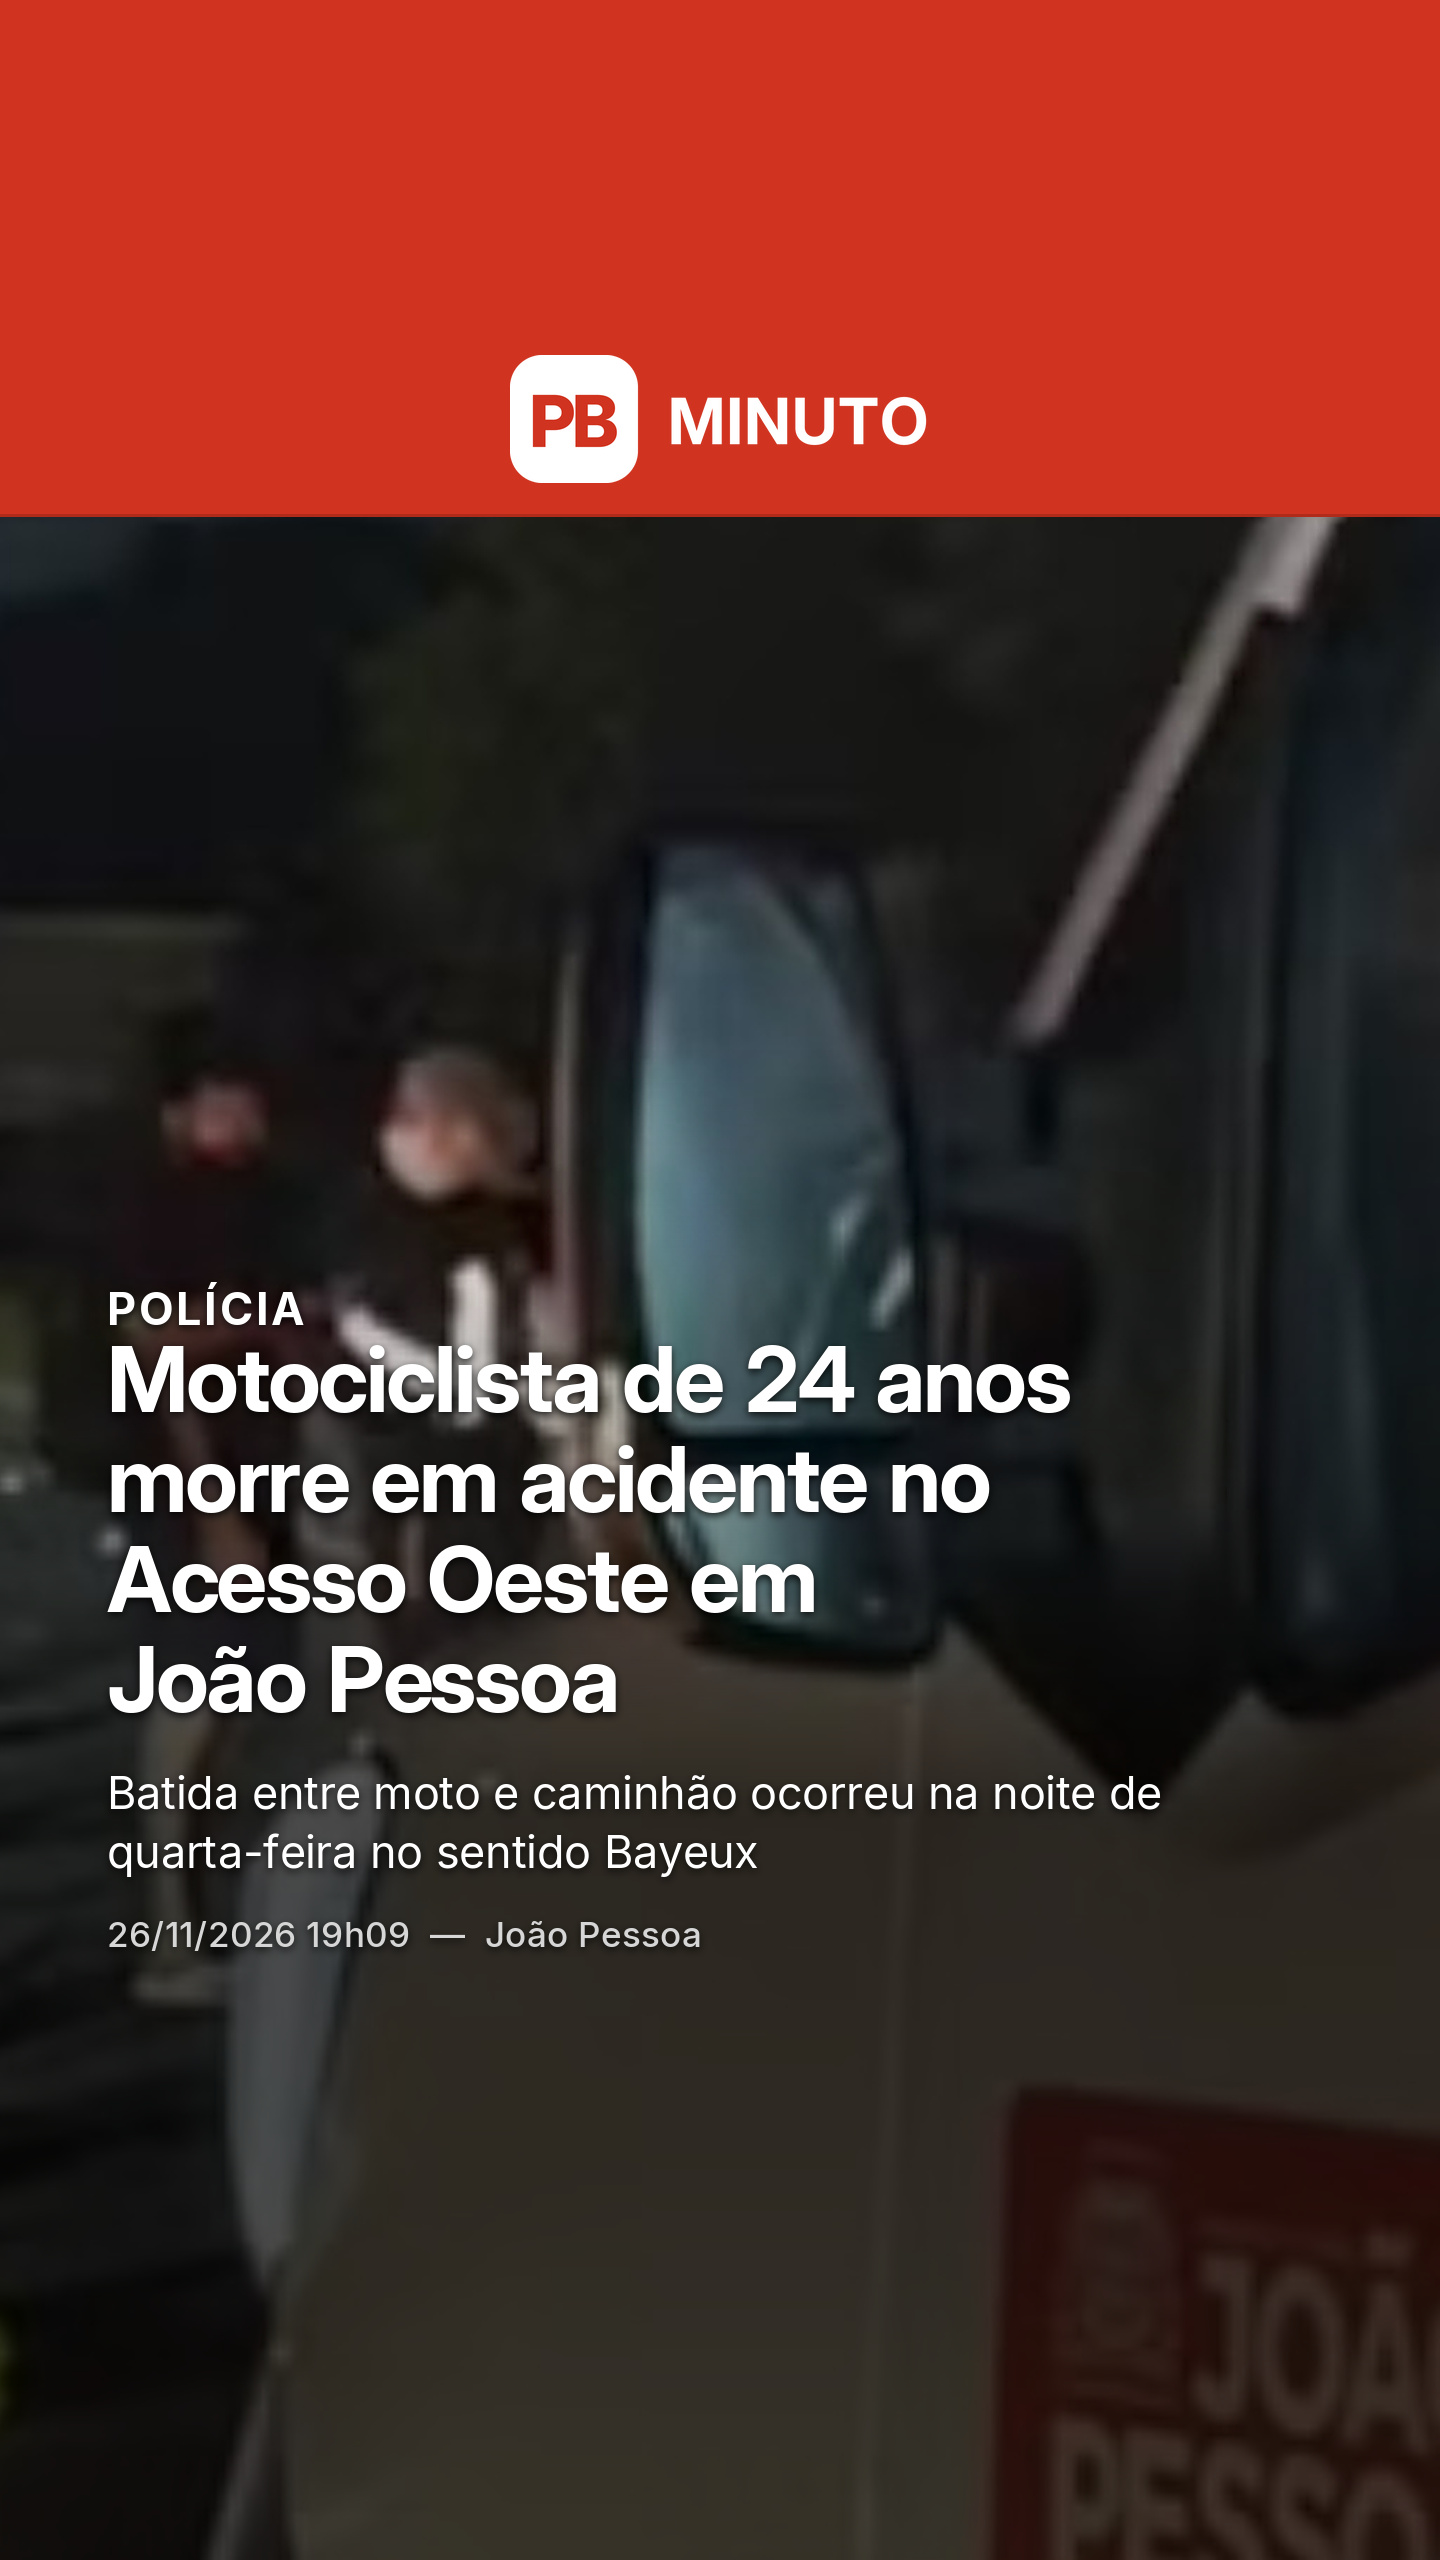 PB MINUTO
POLÍCIA
Motociclista de 24 anos
morre em acidente no
Acesso Oeste em
João Pessoa
Batida entre moto e caminhão ocorreu na noite de
quarta-feira no sentido Bayeux
26/11/2026 19h09 — João Pessoa